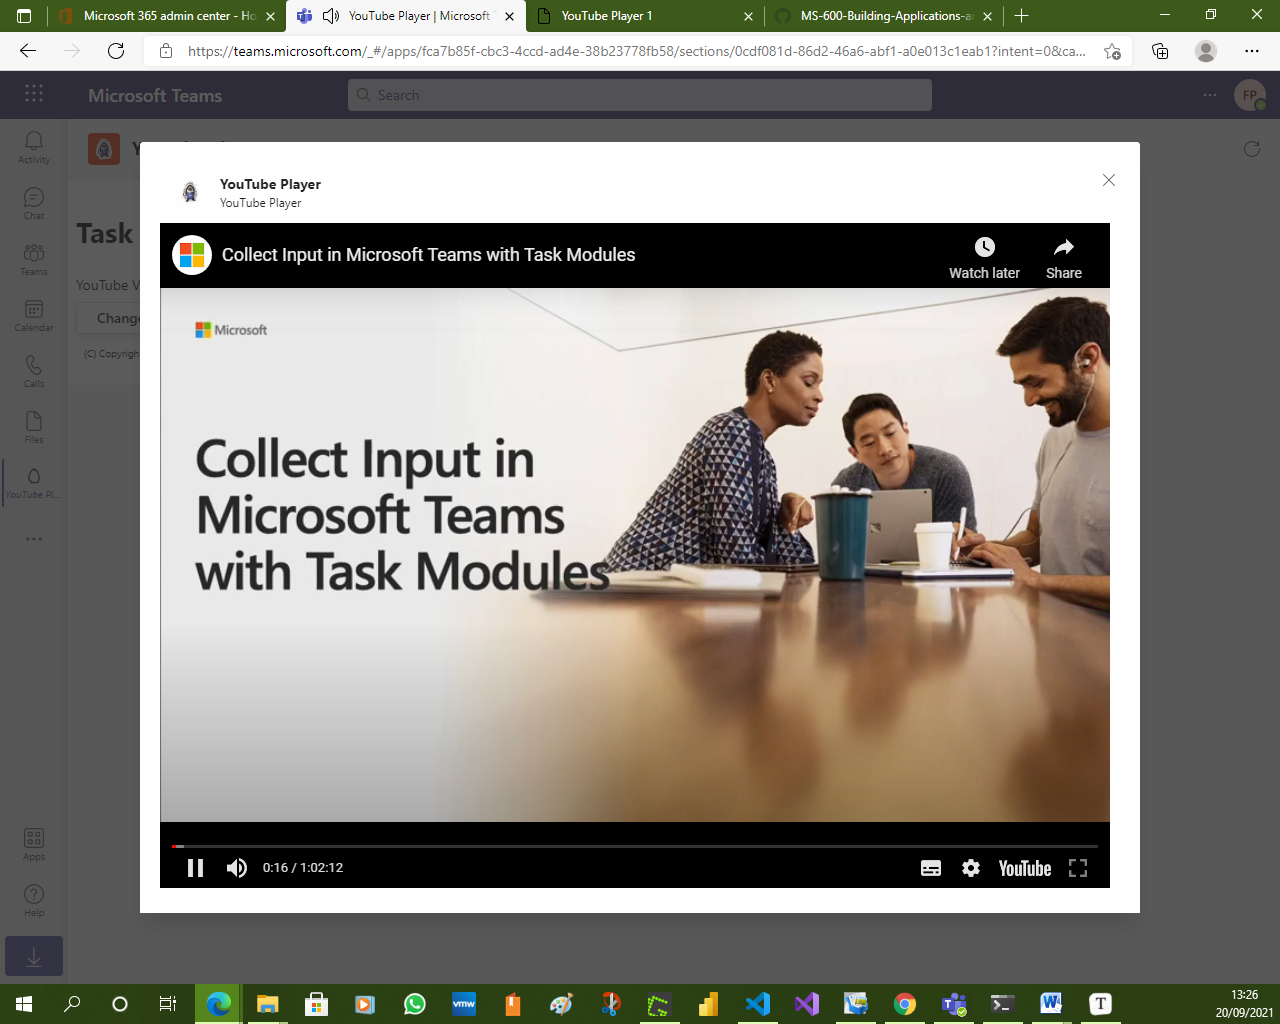 Microsoft 365 admin center - Ho
YouTube Player | Microsoft T
YouTube Player 1
MS-600-Building-Applications-a
https://teams.microsoft.com/_#/apps/fca7b85f-cbc3-4ccd-ad4e-38b23778fb58/sections/0cdf081d-86d2-46a6-abf1-a0e013c1eab1?intent=0&ca...
Microsoft Teams
Search
FP
Activity
Chat
Teams
Calendar
Calls
Files
YouTube Pl...
Apps
Help
Task
YouTube V
Change
(C) Copyrigh
YouTube Player
YouTube Player
Collect Input in Microsoft Teams with Task Modules
Watch later
Share
Microsoft
Collect Input in
Microsoft Teams
with Task Modules
0:16 / 1:02:12
YouTube
vmw
W
T
13:26
20/09/2021